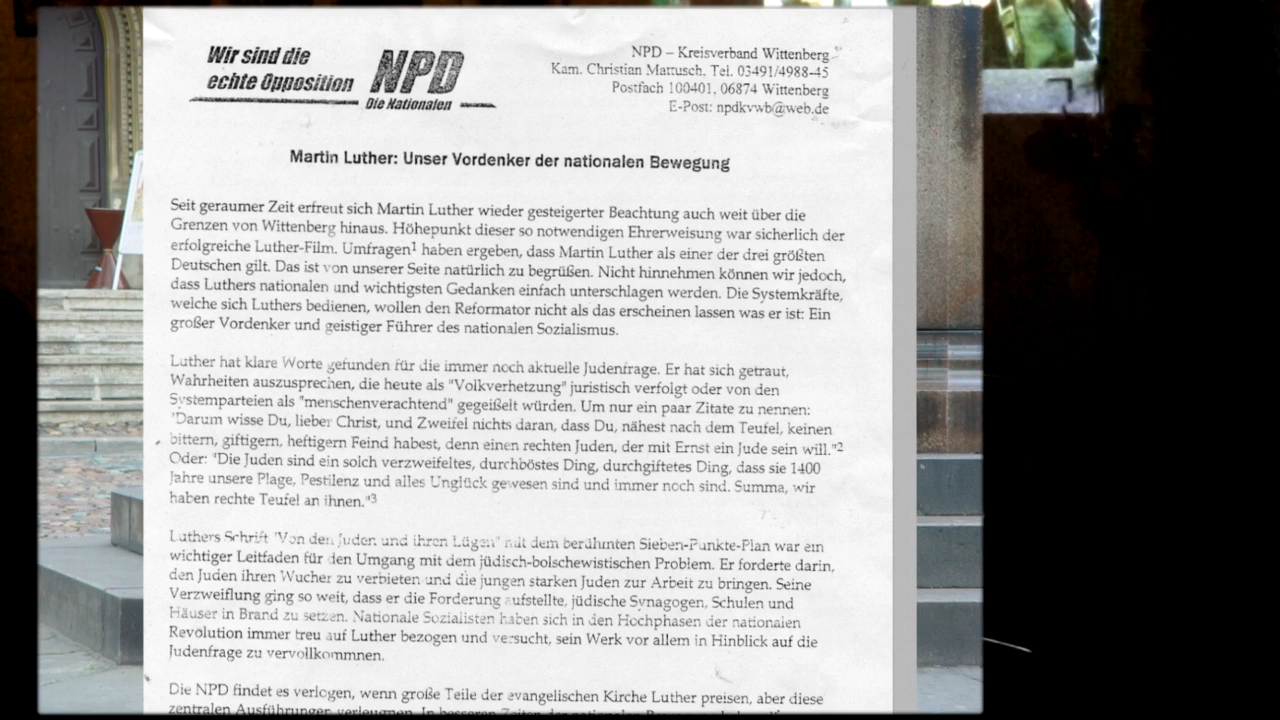 Wir sind die
echte Opposition
NPD
Die Nationalen
NPD – Kreisverband Wittenberg
Kam. Christian Mattusch. Tel. 03491/4988-45
Postfach 100401, 06874 Wittenberg
E-Post: npdkvwb@web.de
Martin Luther: Unser Vordenker der nationalen Bewegung
Seit geraumer Zeit erfreut sich Martin Luther wieder gesteigerter Beachtung auch weit über die
Grenzen von Wittenberg hinaus. Höhepunkt dieser so notwendigen Ehrerweisung war sicherlich der
erfolgreiche Luther-Film. Umfragen¹ haben ergeben, dass Martin Luther als einer der drei größten
Deutschen gilt. Das ist von unserer Seite natürlich zu begrüßen. Nicht hinnehmen können wir jedoch,
dass Luthers nationalen und wichtigsten Gedanken einfach unterschlagen werden. Die Systemkräfte,
welche sich Luthers bedienen, wollen den Reformator nicht als das erscheinen lassen was er ist: Ein
großer Vordenker und geistiger Führer des nationalen Sozialismus.
Luther hat klare Worte gefunden für die immer noch aktuelle Judenfrage. Er hat sich getraut,
Wahrheiten auszusprechen, die heute als "Volkverhetzung" juristisch verfolgt oder von den
Systemparteien als "menschenverachtend" gegeißelt würden. Um nur ein paar Zitate zu nennen:
"Darum wisse Du, lieber Christ, und Zweifel nichts daran, dass Du, nähest nach dem Teufel, keinen
bittern, giftigern, heftigern Feind habest, denn einen rechten Juden, der mit Ernst ein Jude sein will."²
Oder: "Die Juden sind ein solch verzweifeltes, durchböstes Ding, durchgiftetes Ding, dass sie 1400
Jahre unsere Plage, Pestilenz und alles Unglück gewesen sind und immer noch sind. Summa, wir
haben rechte Teufel an ihnen."³
Luthers Schrift "Von den Juden und ihren Lügen" mit dem berühmten Sieben-Punkte-Plan war ein
wichtiger Leitfaden für den Umgang mit dem jüdisch-bolschewistischen Problem. Er forderte darin,
den Juden ihren Wucher zu verbieten und die jungen starken Juden zur Arbeit zu bringen. Seine
Verzweiflung ging so weit, dass er die Forderung aufstellte, jüdische Synagogen, Schulen und
Häuser in Brand zu setzen. Nationale Sozialisten haben sich in den Hochphasen der nationalen
Revolution immer treu auf Luther bezogen und versucht, sein Werk vor allem in Hinblick auf die
Judenfrage zu vervollkommnen.
Die NPD findet es verlogen, wenn große Teile der evangelischen Kirche Luther preisen, aber diese
zentralen Ausführungen verleugnen. In besseren Zeiten der nationalen